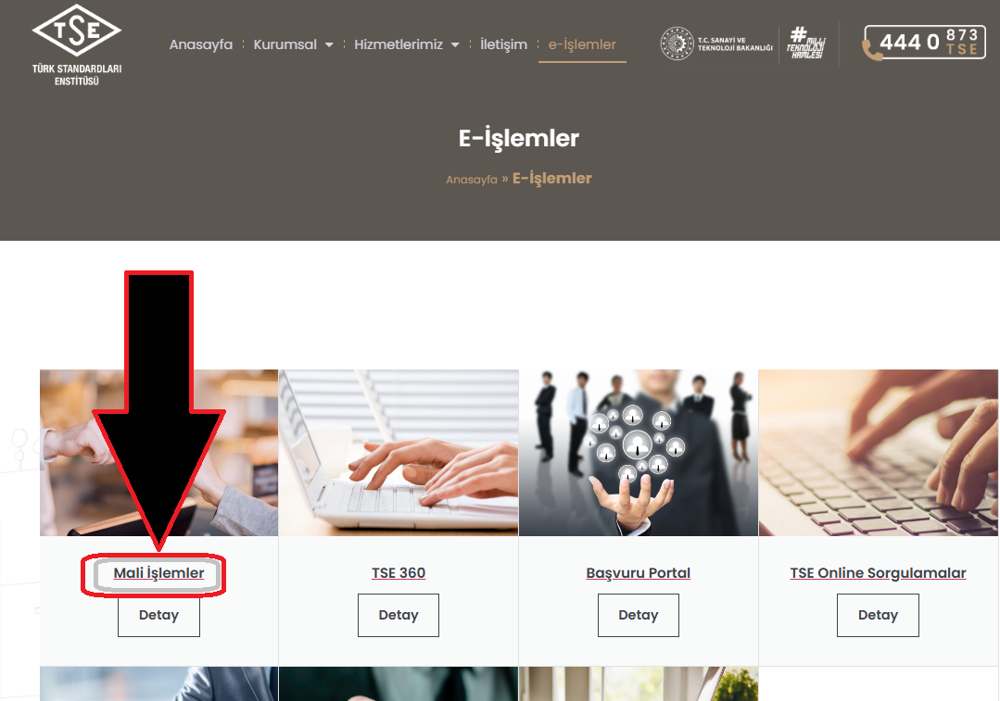 TSE
TÜRK STANDARDLARI
ENSTİTÜSÜ
Anasayfa
Kurumsal
Hizmetlerimiz
İletişim
e-İşlemler
T.C. SANAYİ VE
TEKNOLOJİ BAKANLIĞI
#MİLLİ
TEKNOLOJİ
HAMLESİ
444 0 873
TSE
E-İşlemler
Anasayfa » E-İşlemler
Mali İşlemler
Detay
TSE 360
Detay
Başvuru Portal
Detay
TSE Online Sorgulamalar
Detay